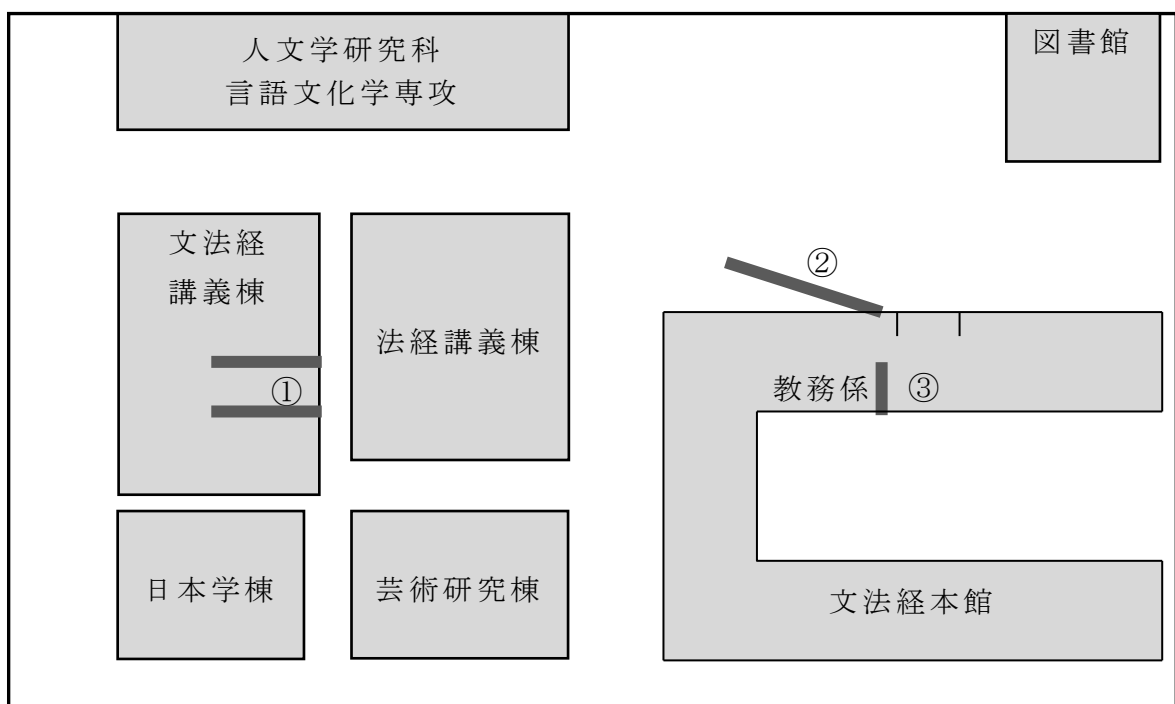 人文学研究科
言語文化学専攻
図書館
文法経
講義棟
①
法経講義棟
②
教務係
③
日本学棟
芸術研究棟
文法経本館